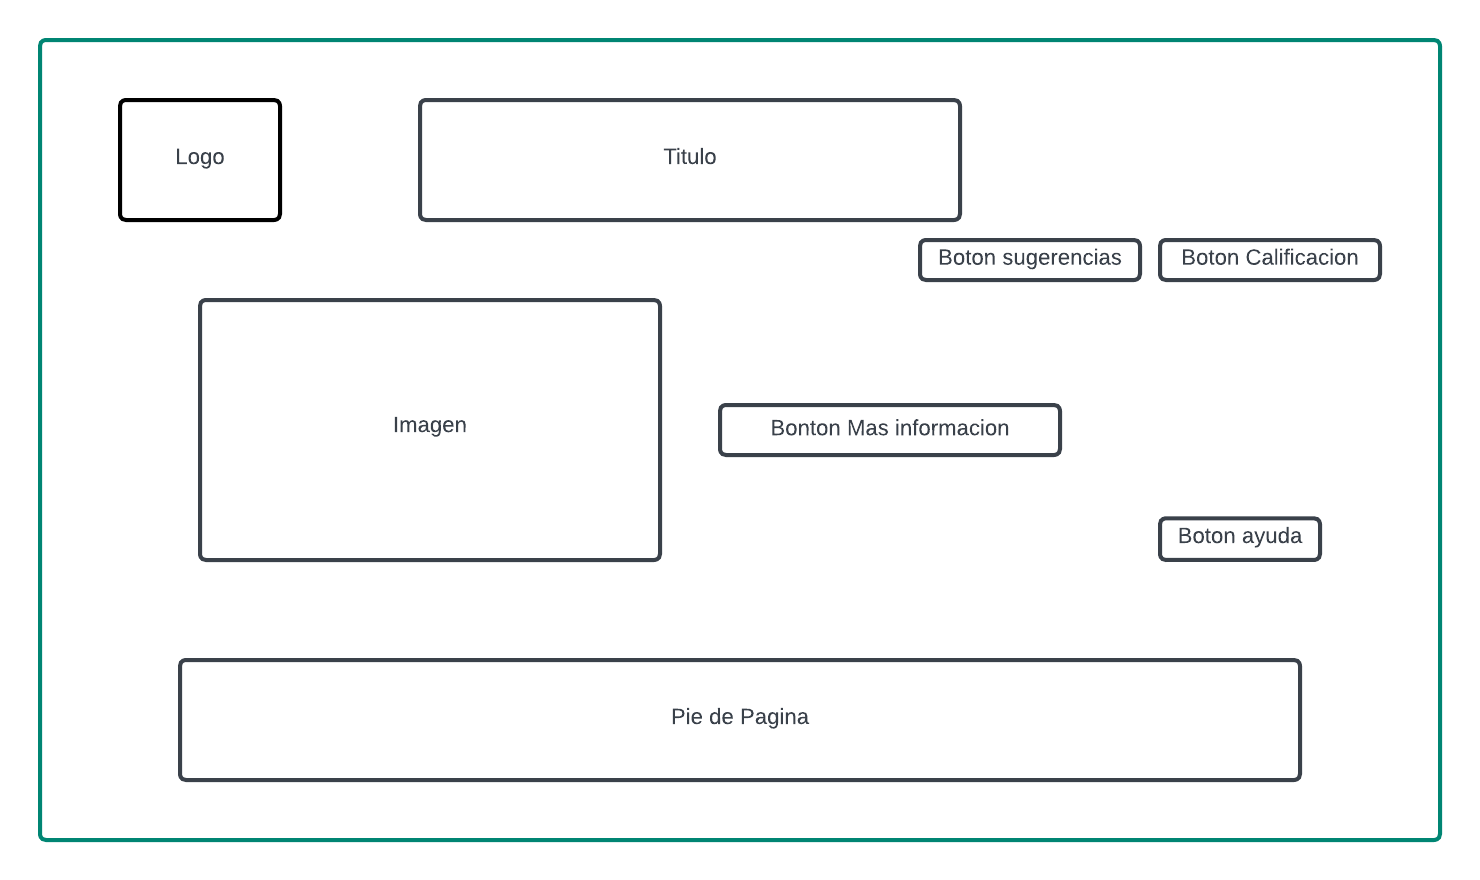 Logo
Titulo
Boton sugerencias
Boton Calificacion
Imagen
Bonton Mas informacion
Boton ayuda
Pie de Pagina